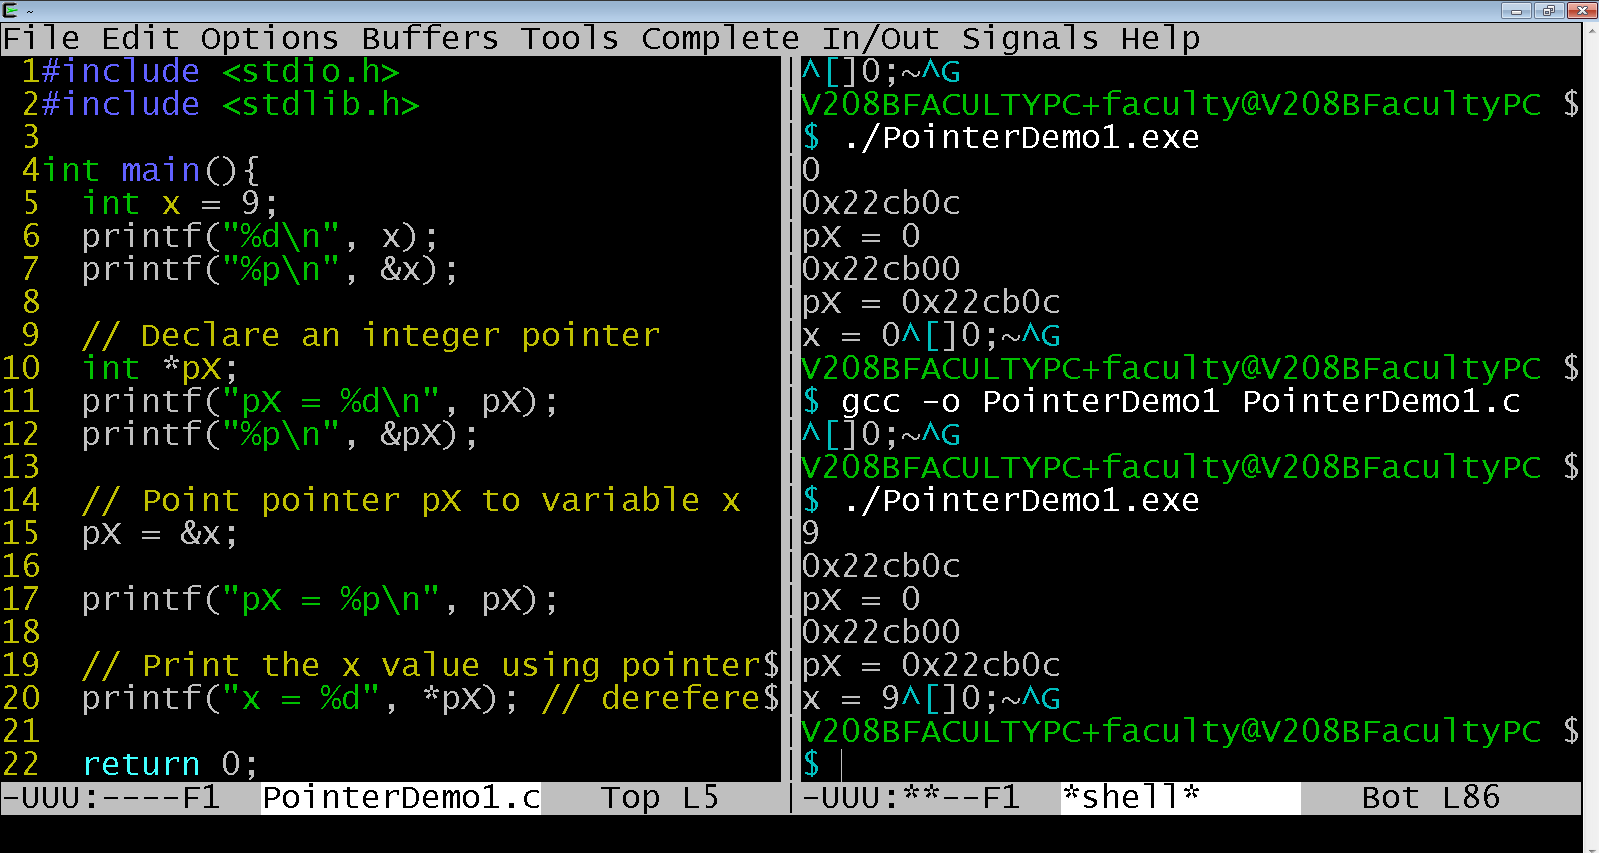 ~
File Edit Options Buffers Tools Complete In/Out Signals Help
1#include <stdio.h>
2#include <stdlib.h>
3
4int main(){
5  int x = 9;
6  printf("%d\n", x);
7  printf("%p\n", &x);
8
9  // Declare an integer pointer
10  int *pX;
11  printf("pX = %d\n", pX);
12  printf("%p\n", &pX);
13
14  // Point pointer pX to variable x
15  pX = &x;
16
17  printf("pX = %p\n", pX);
18
19  // Print the x value using pointer$
20  printf("x = %d", *pX); // derefere$
21
22  return 0;
-UUU:----F1  PointerDemo1.c   Top L5
^[]0;~^G
V208BFACULTYPC+faculty@V208BFacultyPC $
$ ./PointerDemo1.exe
0
0x22cb0c
pX = 0
0x22cb00
pX = 0x22cb0c
x = 0^[]0;~^G
V208BFACULTYPC+faculty@V208BFacultyPC $
$ gcc -o PointerDemo1 PointerDemo1.c
^[]0;~^G
V208BFACULTYPC+faculty@V208BFacultyPC $
$ ./PointerDemo1.exe
9
0x22cb0c
pX = 0
0x22cb00
pX = 0x22cb0c
x = 9^[]0;~^G
V208BFACULTYPC+faculty@V208BFacultyPC $
$
-UUU:**--F1  *shell*        Bot L86